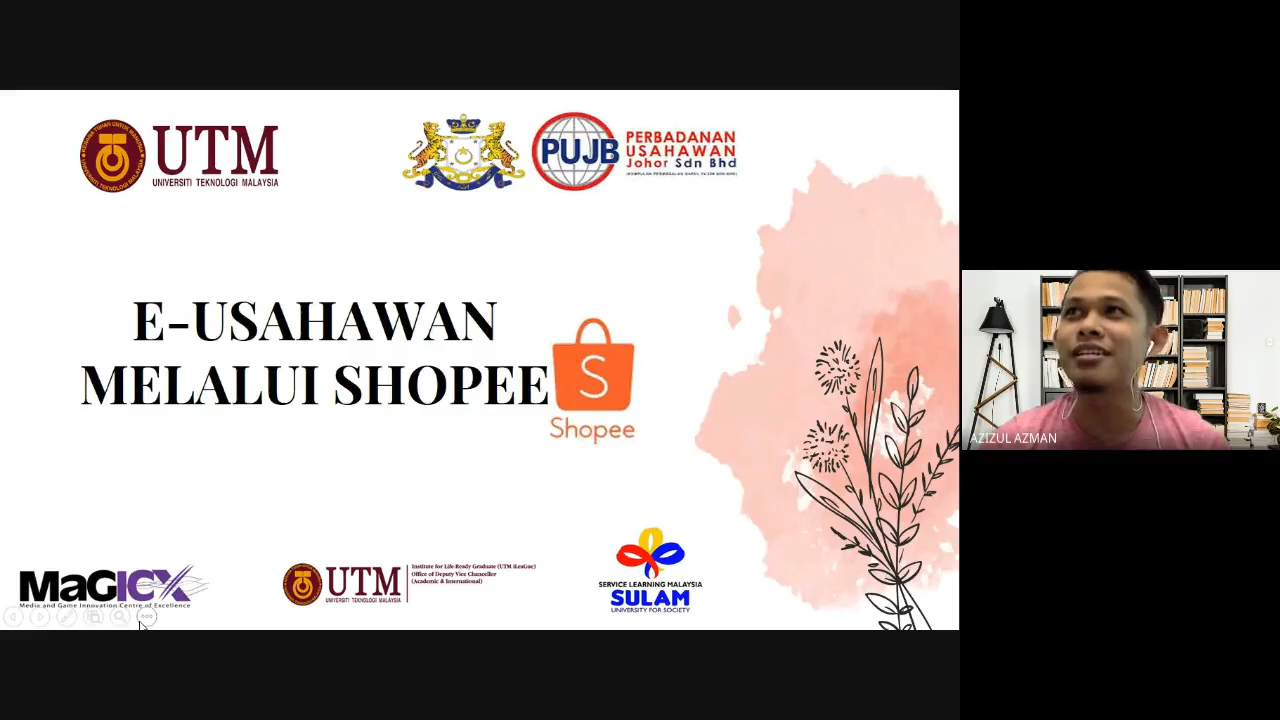 UTM
UNIVERSITI TEKNOLOGI MALAYSIA
PUJB
PERBADANAN
USAHAWAN
Johor Sdn Bhd
E-USAHAWAN
MELALUI SHOPEE
S
Shopee
AZIZUL AZMAN
MaGICX
Media and Game Innovation Centre of Excellence
UTM
UNIVERSITI TEKNOLOGI MALAYSIA
Institute for Life-Ready Graduate (UTM iLeaGue)
Office of Deputy Vice Chancellor
(Academic & International)
SERVICE LEARNING MALAYSIA
SULAM
UNIVERSITY FOR SOCIETY